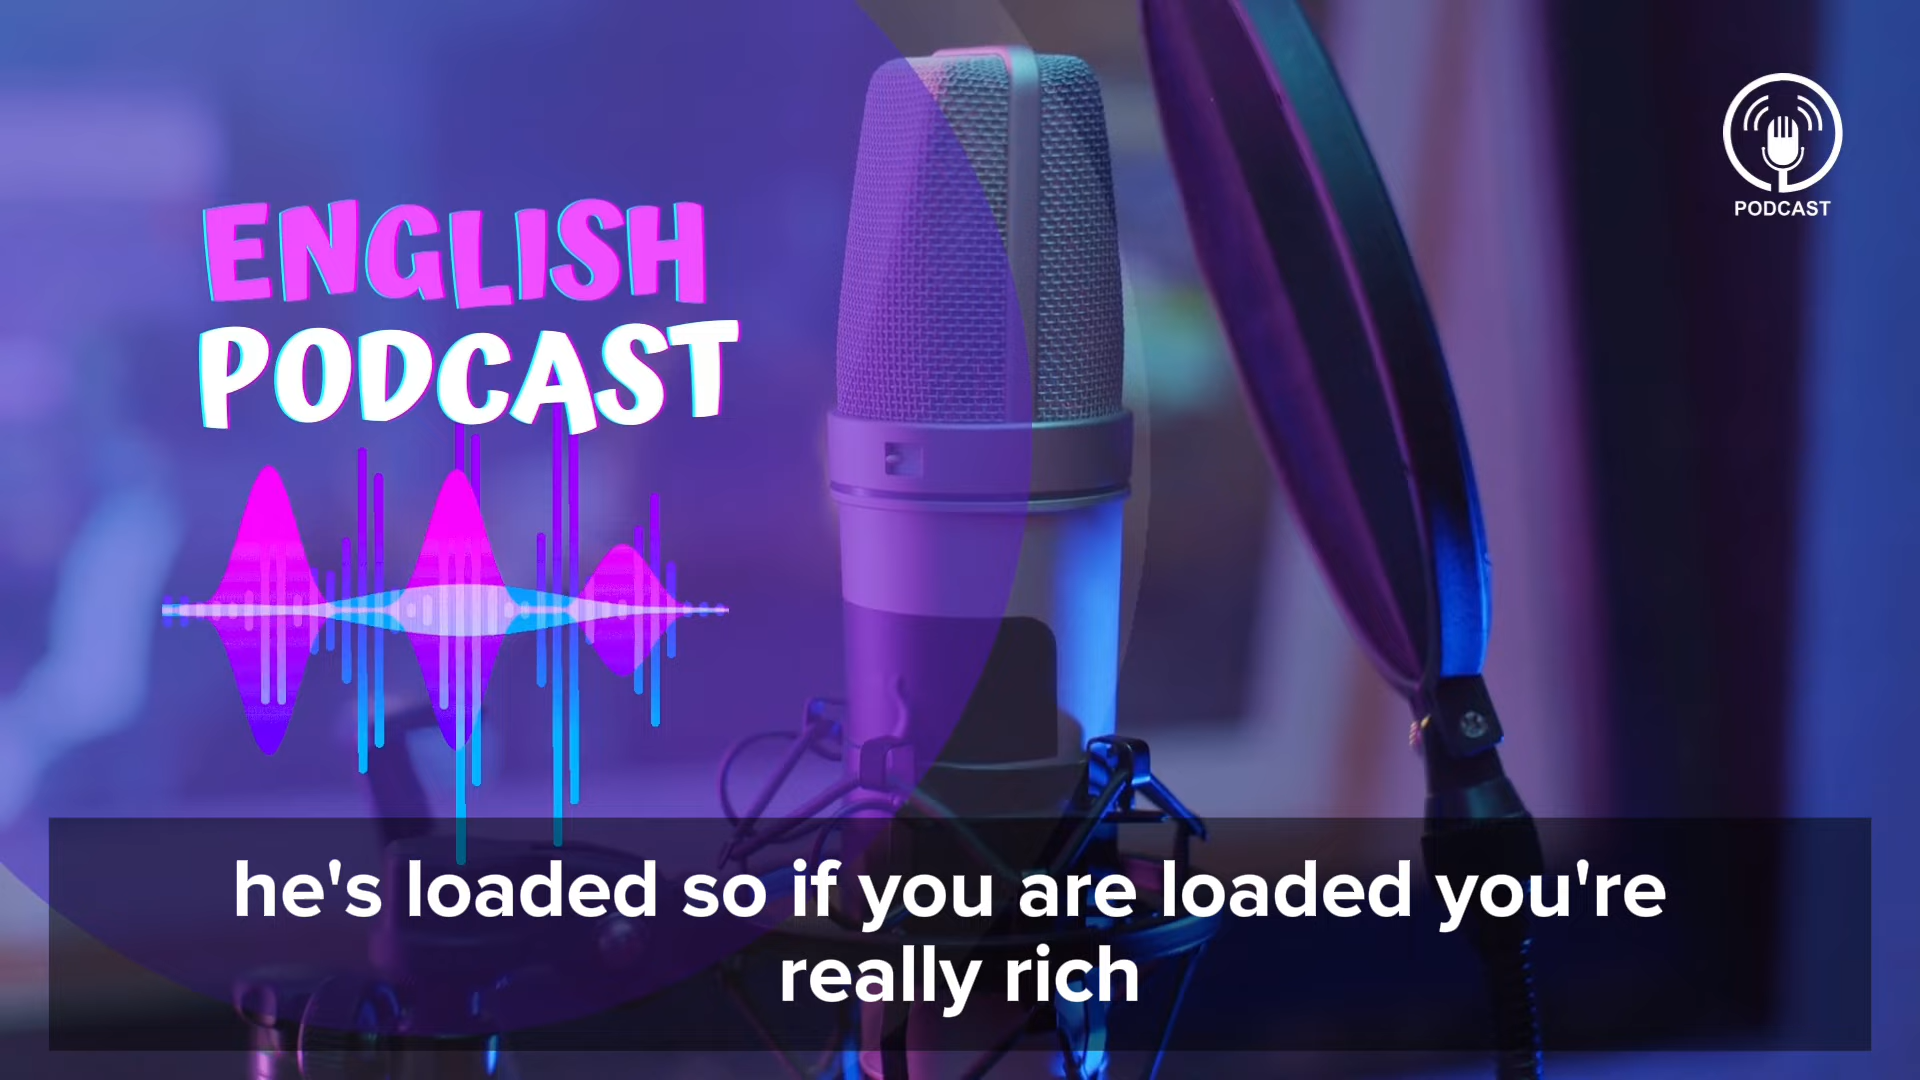 ENGLISH
PODCAST
PODCAST
he's loaded so if you are loaded you're
really rich